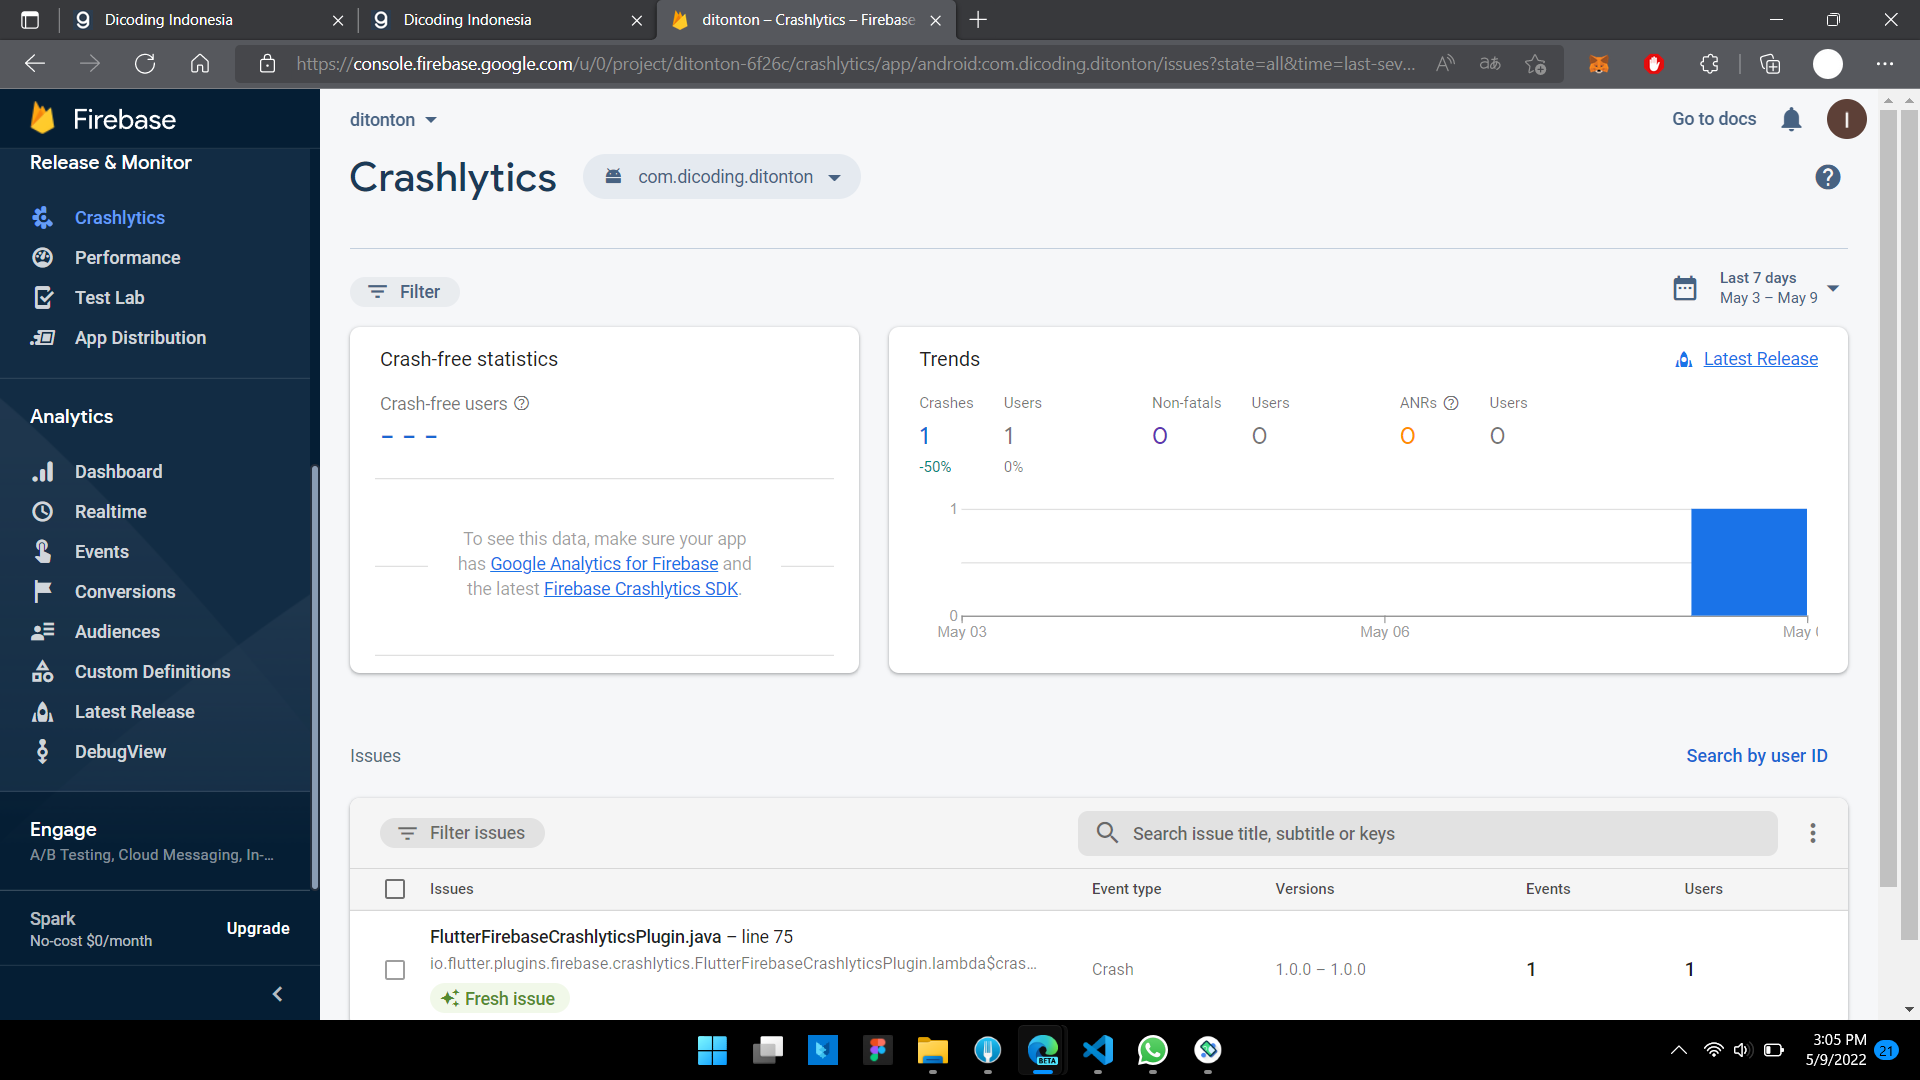 Dicoding Indonesia
Dicoding Indonesia
ditonton – Crashlytics – Firebase
https://console.firebase.google.com/u/0/project/ditonton-6f26c/crashlytics/app/android:com.dicoding.ditonton/issues?state=all&time=last-sev...
Firebase
Release & Monitor
Crashlytics
Performance
Test Lab
App Distribution
Analytics
Dashboard
Realtime
Events
Conversions
Audiences
Custom Definitions
Latest Release
DebugView
Engage
A/B Testing, Cloud Messaging, In-...
Spark
No-cost $0/month
Upgrade
ditonton
Go to docs
I
Crashlytics
com.dicoding.ditonton
Filter
Last 7 days
May 3 – May 9
Crash-free statistics
Crash-free users
– – –
To see this data, make sure your app
has Google Analytics for Firebase and
the latest Firebase Crashlytics SDK.
Trends
Latest Release
Crashes Users Non-fatals Users ANRs Users
1 1 0 0 0 0
-50% 0%
1
0
May 03 May 06 May
Issues
Search by user ID
Filter issues
Search issue title, subtitle or keys
Issues Event type Versions Events Users
FlutterFirebaseCrashlyticsPlugin.java – line 75
io.flutter.plugins.firebase.crashlytics.FlutterFirebaseCrashlyticsPlugin.lambda$cras...
Crash 1.0.0 – 1.0.0 1 1
Fresh issue
BETA
3:05 PM
5/9/2022
21